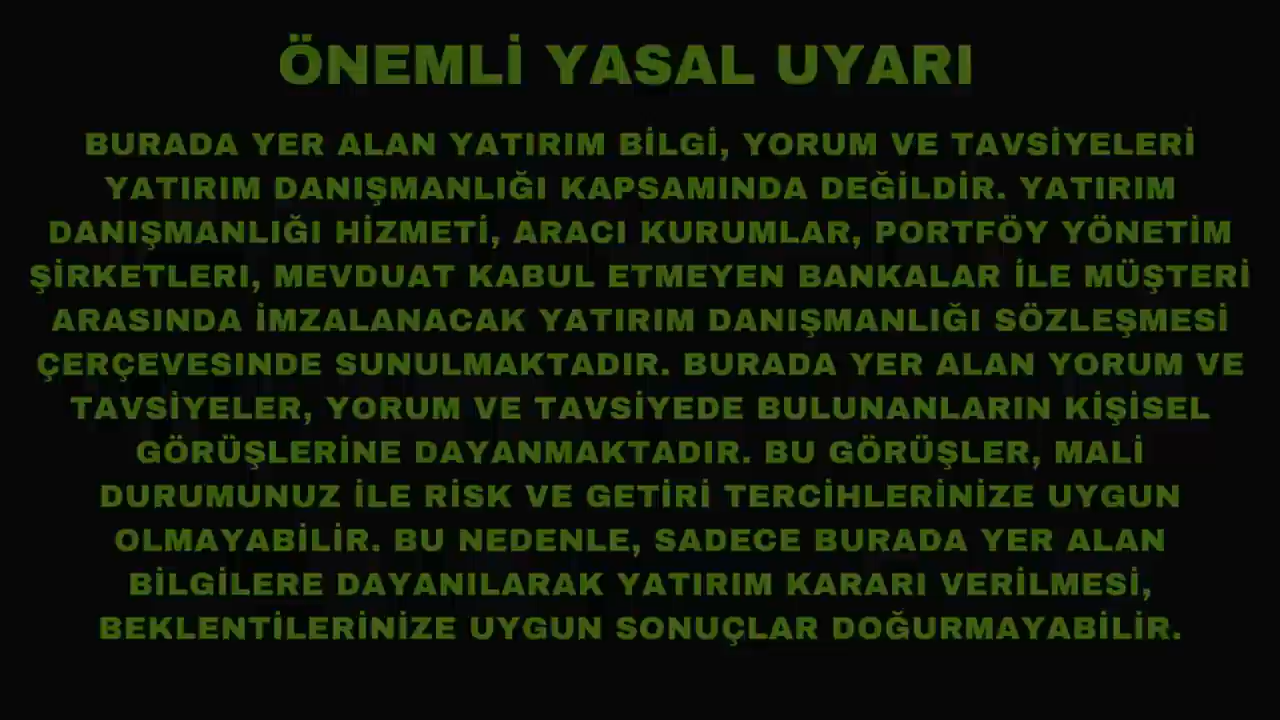 ÖNEMLİ YASAL UYARI
BURADA YER ALAN YATIRIM BİLGİ, YORUM VE TAVSİYELERİ
YATIRIM DANIŞMANLIĞI KAPSAMINDA DEĞİLDİR. YATIRIM
DANIŞMANLIĞI HİZMETİ, ARACI KURUMLAR, PORTFÖY YÖNETİM
ŞİRKETLERI, MEVDUAT KABUL ETMEYEN BANKALAR İLE MÜŞTERİ
ARASINDA İMZALANACAK YATIRIM DANIŞMANLIĞI SÖZLEŞMESİ
ÇERÇEVESINDE SUNULMAKTADIR. BURADA YER ALAN YORUM VE
TAVSİYELER, YORUM VE TAVSİYEDE BULUNANLARIN KİŞİSEL
GÖRÜŞLERİNE DAYANMAKTADIR. BU GÖRÜŞLER, MALİ
DURUMUNUZ İLE RİSK VE GETİRİ TERCİHLERİNİZE UYGUN
OLMAYABİLİR. BU NEDENLE, SADECE BURADA YER ALAN
BİLGİLERE DAYANILARAK YATIRIM KARARI VERİLMESİ,
BEKLENTİLERİNİZE UYGUN SONUÇLAR DOĞURMAYABİLİR.